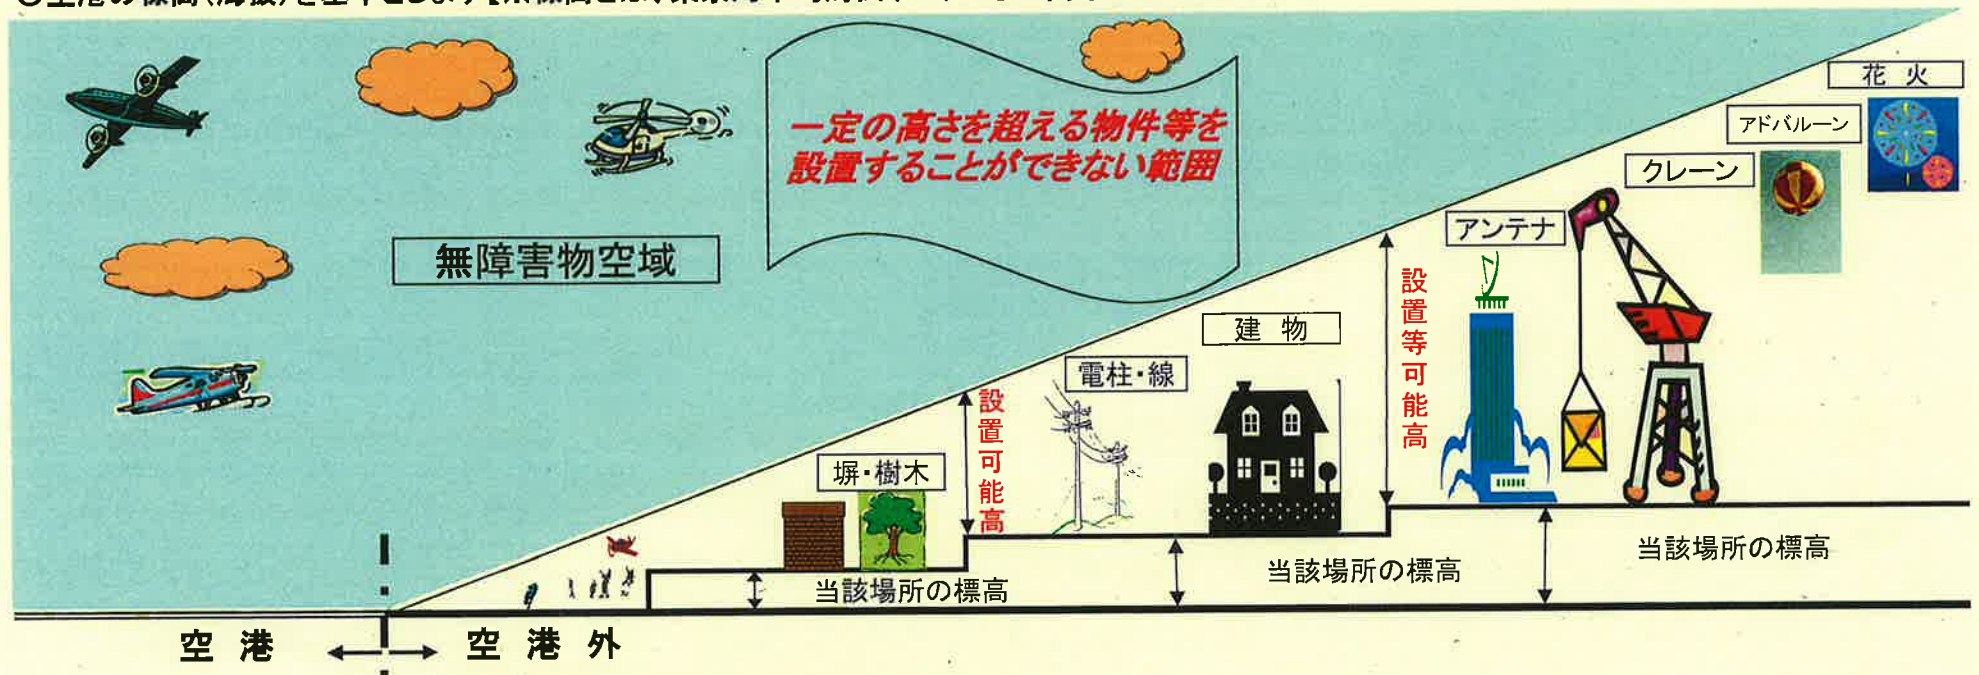 花 火
アドバルーン
クレーン
一定の高さを超える物件等を
設置することができない範囲
アンテナ
無障害物空域
設置等可能高
建 物
電柱・線
設置可能高
塀・樹木
当該場所の標高
当該場所の標高
当該場所の標高
空 港
空 港 外